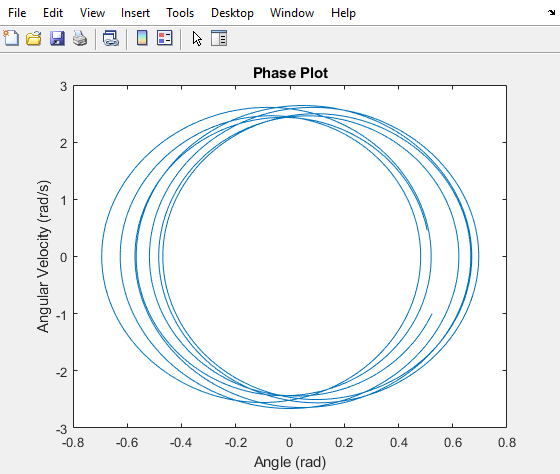 File Edit View Insert Tools Desktop Window Help
Phase Plot
3
2
1
0
-1
-2
-3
Angular Velocity (rad/s)
-0.8 -0.6 -0.4 -0.2 0 0.2 0.4 0.6 0.8
Angle (rad)